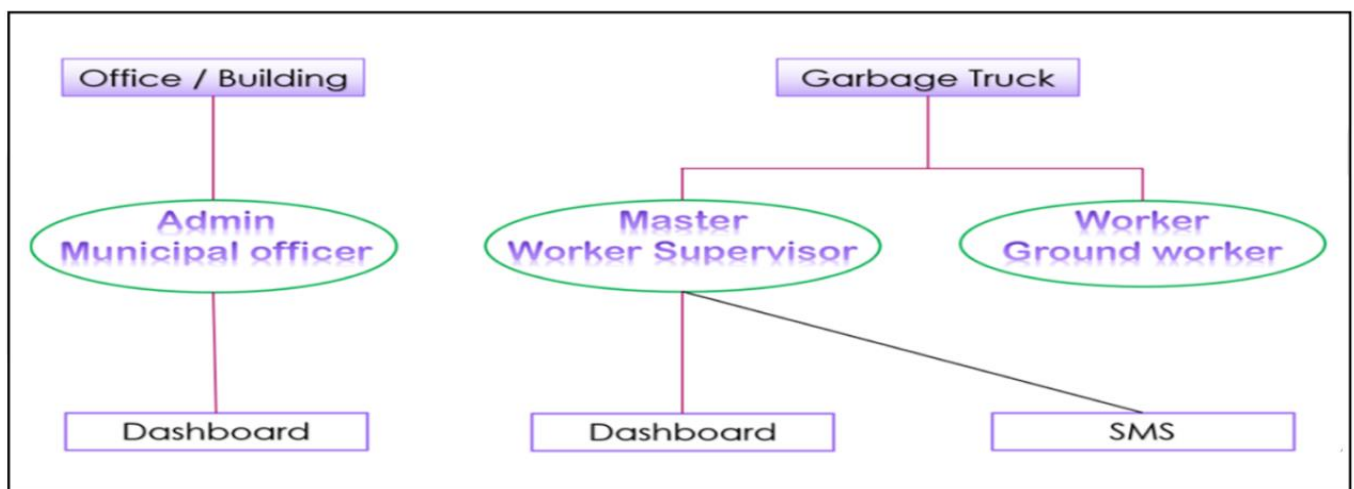 Office / Building
Garbage Truck
Admin
Municipal officer
Master
Worker Supervisor
Worker
Ground worker
Dashboard
Dashboard
SMS